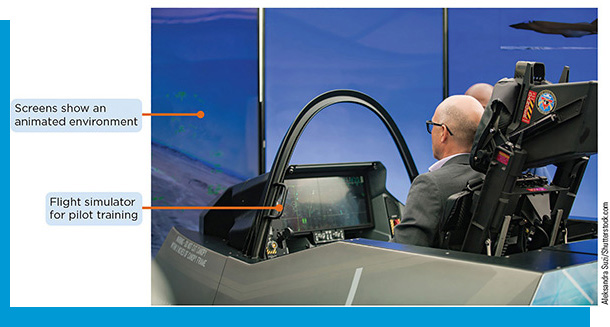 Screens show an
animated environment
Flight simulator
for pilot training
Aleksandra Suzi/Shutterstock.com